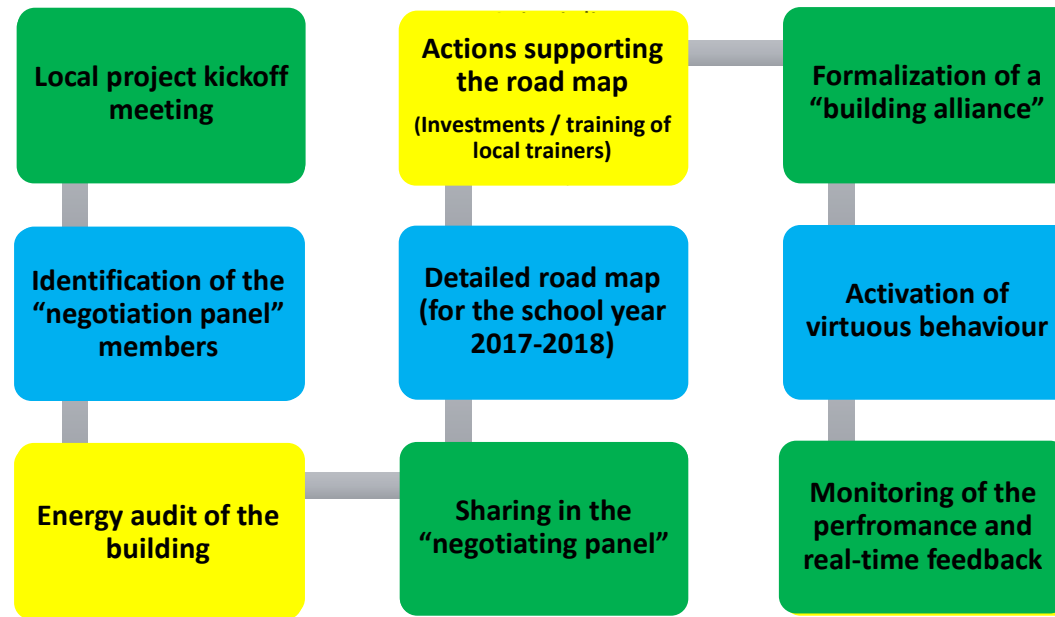 Local project kickoff
meeting
Identification of the
“negotiation panel”
members
Energy audit of the
building
Sharing in the
“negotiating panel”
Detailed road map
(for the school year
2017-2018)
Actions supporting
the road map
(Investments / training of
local trainers)
Formalization of a
“building alliance”
Activation of
virtuous behaviour
Monitoring of the
perfromance and
real-time feedback